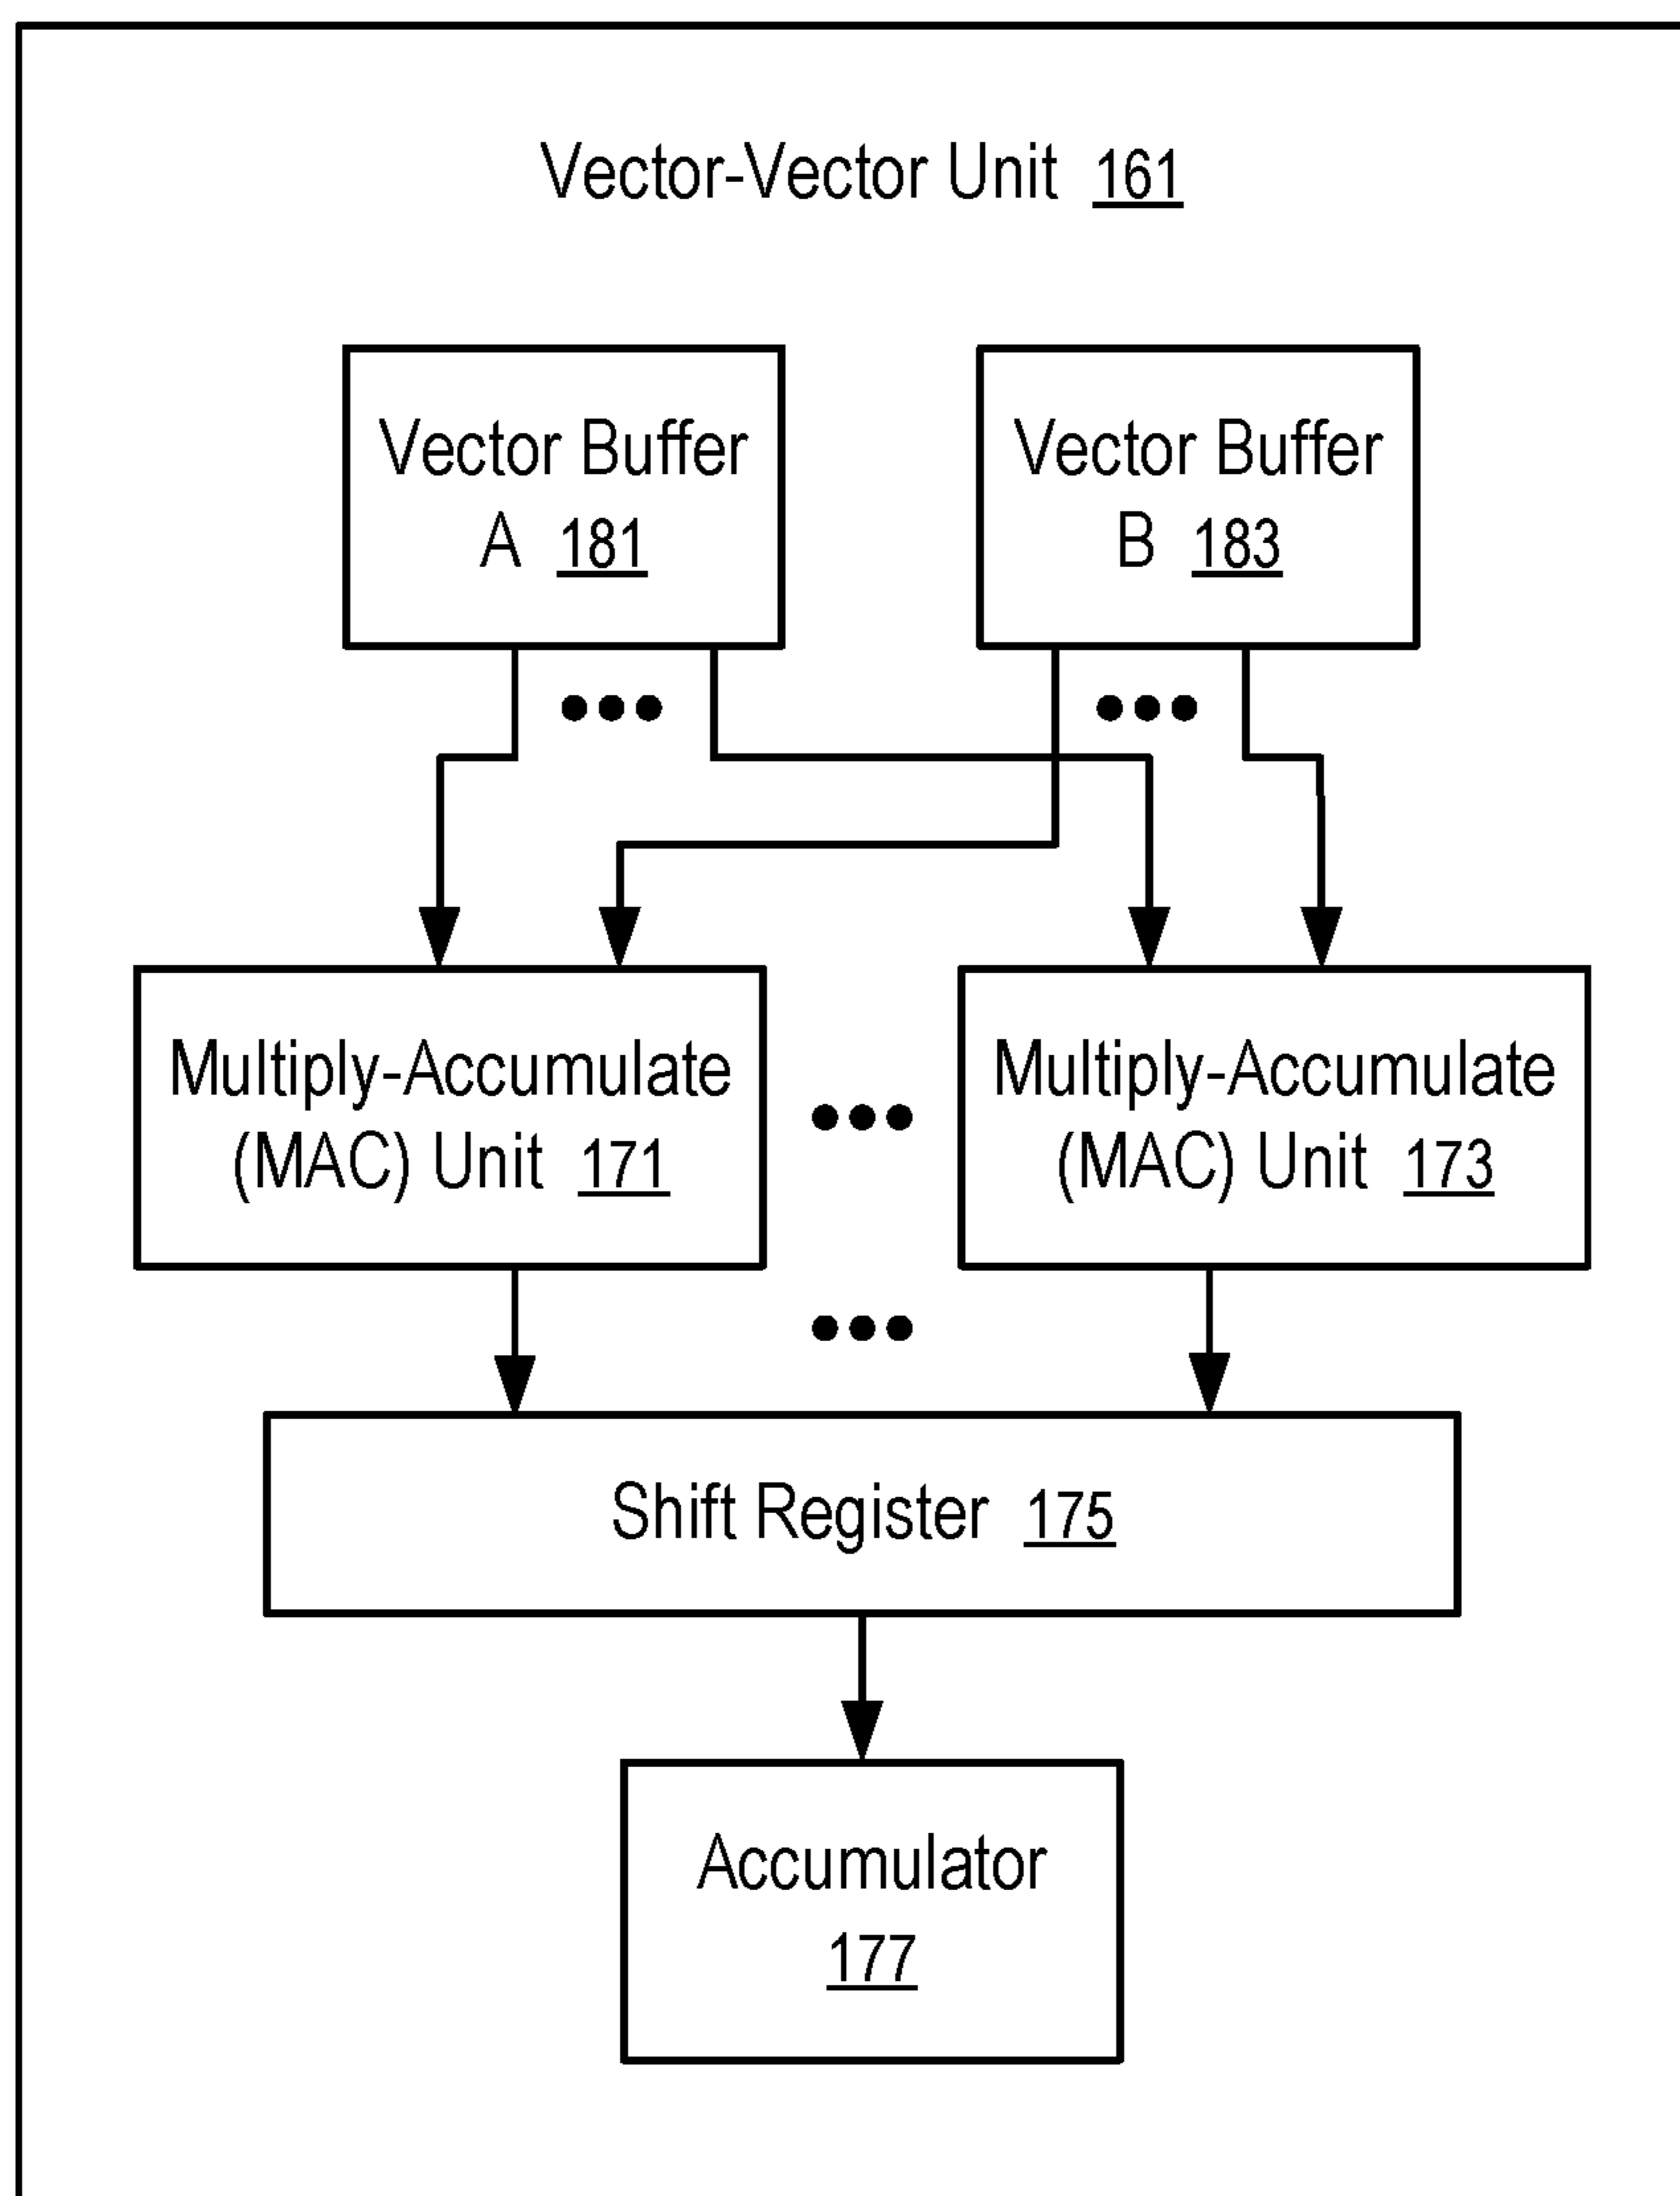 Vector-Vector Unit 161
Vector Buffer
A 181
Vector Buffer
B 183
Multiply-Accumulate
(MAC) Unit 171
Multiply-Accumulate
(MAC) Unit 173
Shift Register 175
Accumulator
177